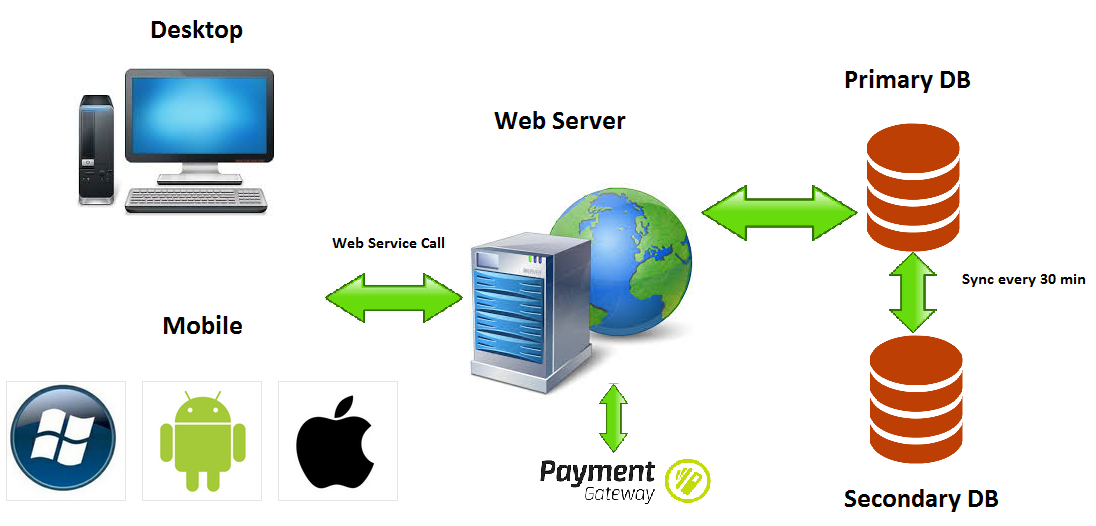 Desktop
Primary DB
Web Server
Web Service Call
Sync every 30 min
Mobile
Payment
Gateway
Secondary DB